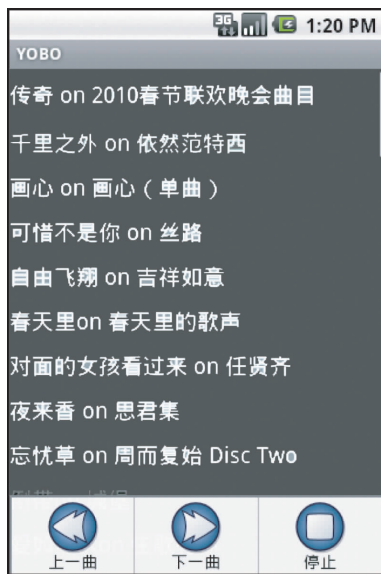 3G 1:20 PM
YOBO
传奇 on 2010春节联欢晚会曲目
千里之外 on 依然范特西
画心 on 画心（单曲）
可惜不是你 on 丝路
自由飞翔 on 吉祥如意
春天里on 春天里的歌声
对面的女孩看过来 on 任贤齐
夜来香 on 思君集
忘忧草 on 周而复始 Disc Two
上一曲 下一曲 停止